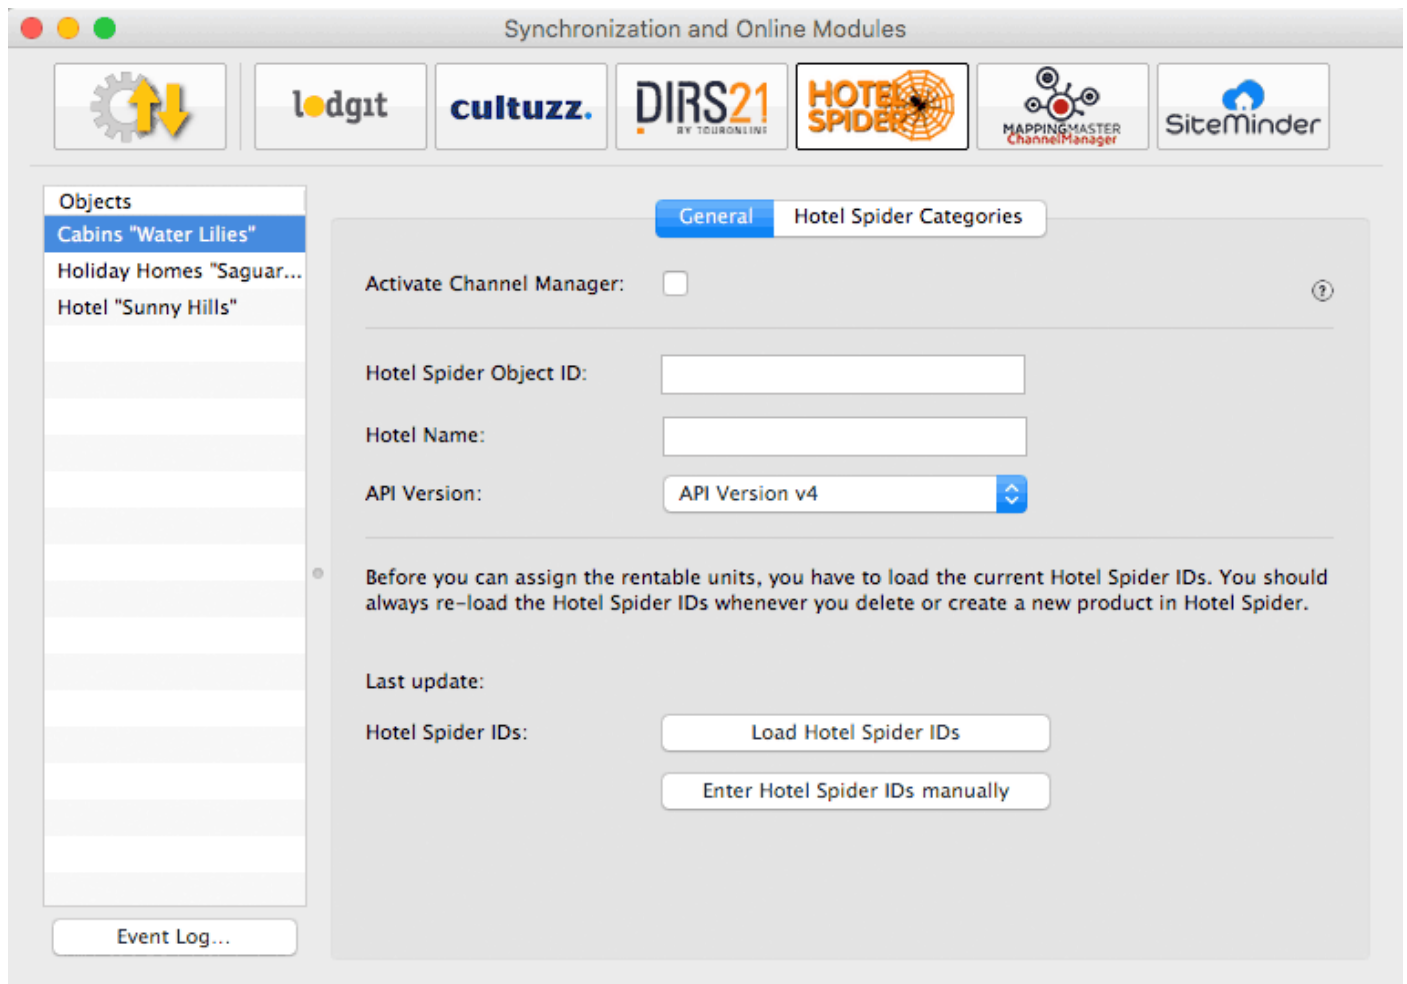 Synchronization and Online Modules
lodgit
cultuzz.
DIRS21
BY TOURONLINE
HOTEL
SPIDER
MAPPINGMASTER
ChannelManager
SiteMinder
Objects
Cabins "Water Lilies"
Holiday Homes "Saguar...
Hotel "Sunny Hills"
Event Log...
General
Hotel Spider Categories
Activate Channel Manager:
?
Hotel Spider Object ID:
Hotel Name:
API Version:
API Version v4
Before you can assign the rentable units, you have to load the current Hotel Spider IDs. You should
always re-load the Hotel Spider IDs whenever you delete or create a new product in Hotel Spider.
Last update:
Hotel Spider IDs:
Load Hotel Spider IDs
Enter Hotel Spider IDs manually